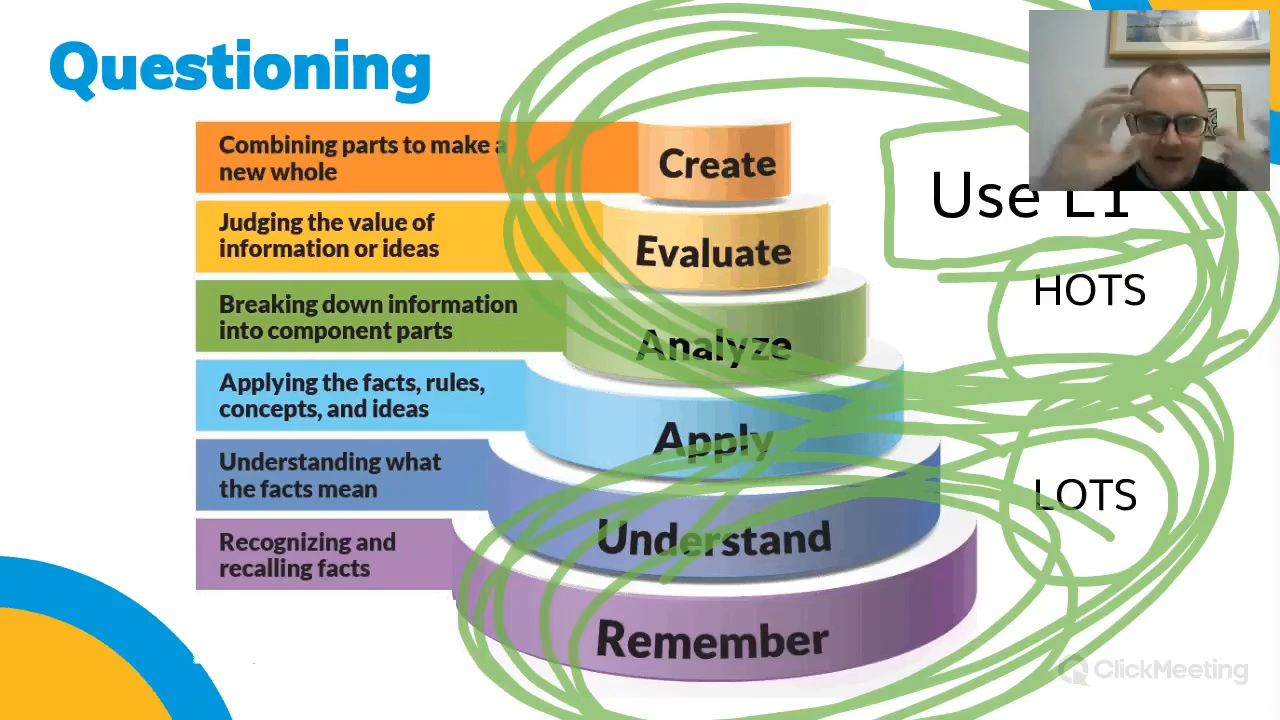 Questioning
Combining parts to make a
new whole
Create
Judging the value of
information or ideas
Evaluate
Breaking down information
into component parts
Analyze
Applying the facts, rules,
concepts, and ideas
Apply
Understanding what
the facts mean
Understand
Recognizing and
recalling facts
Remember
Use L1
HOTS
LOTS
ClickMeeting